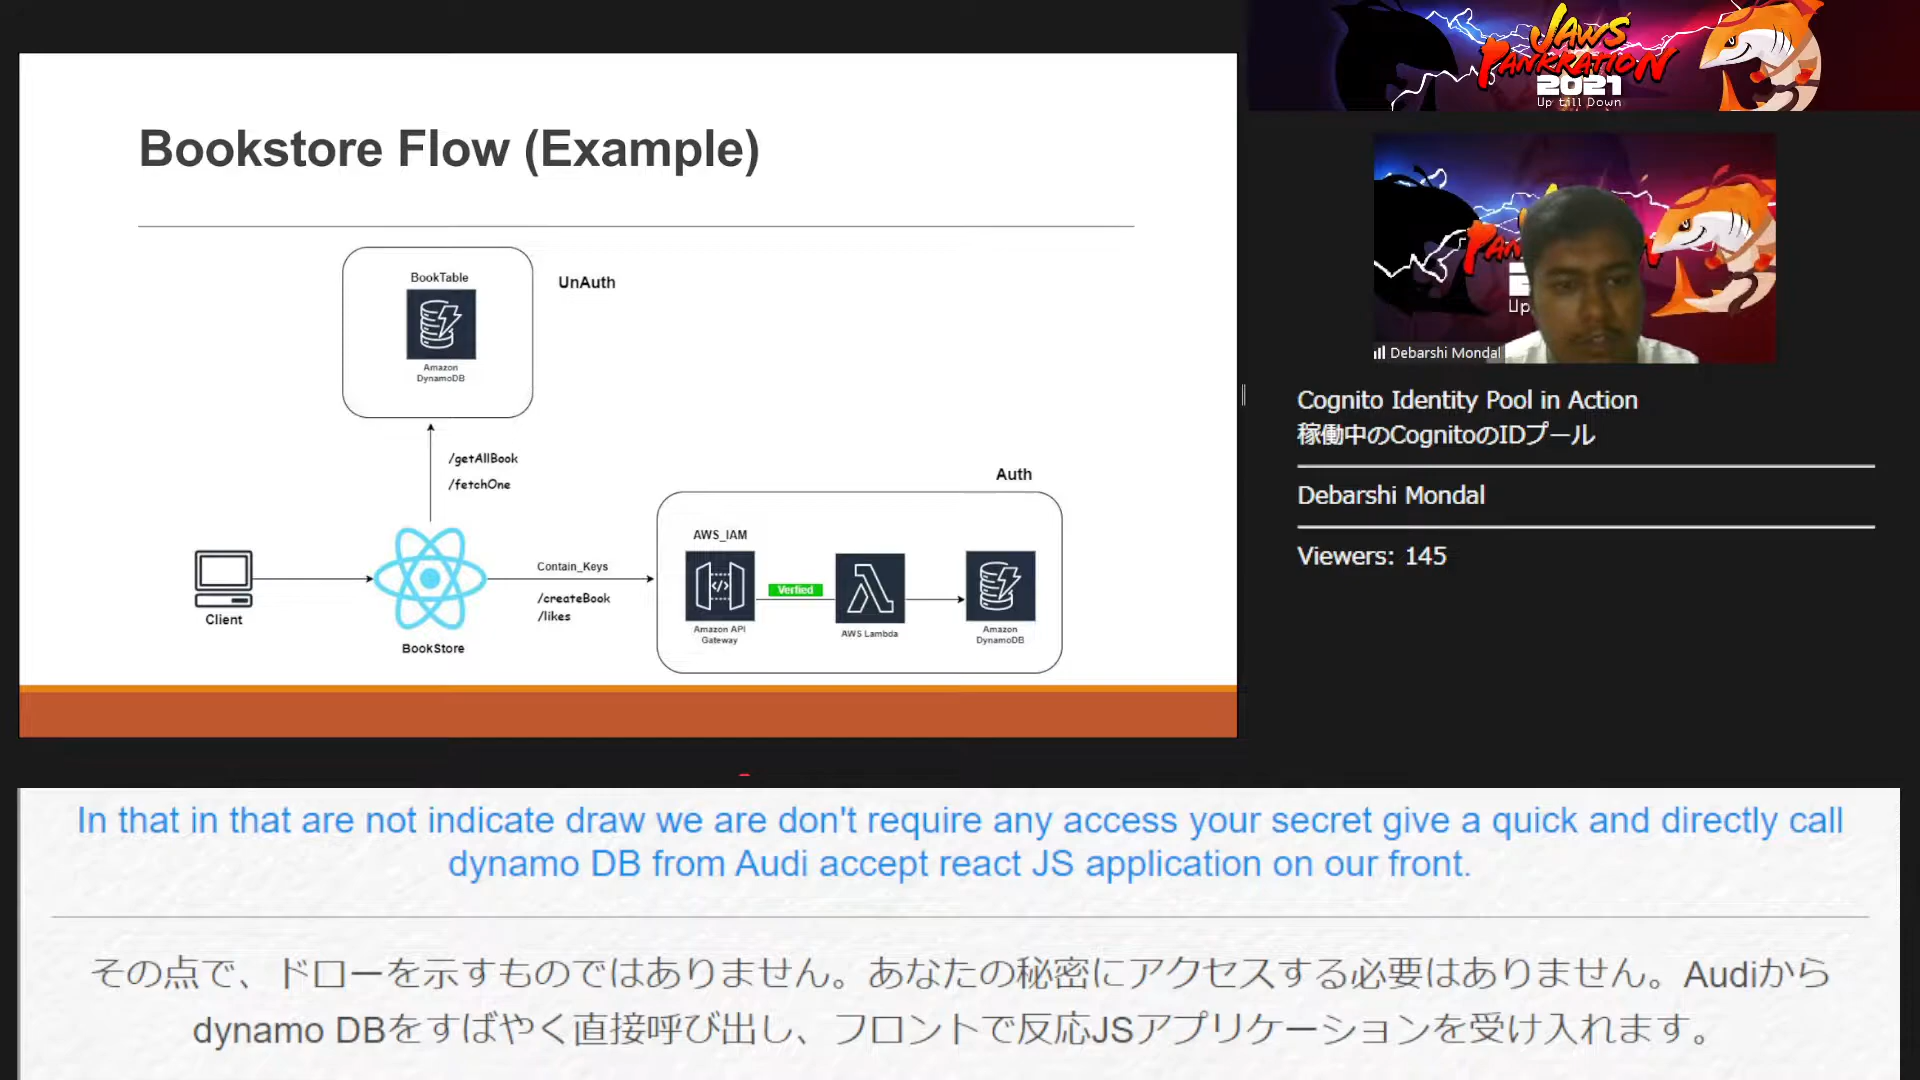 Bookstore Flow (Example)
BookTable
Amazon
DynamoDB
UnAuth
/getAllBook
/fetchOne
Client
BookStore
Contain_Keys
/createBook
/likes
Auth
AWS_IAM
Amazon API
Gateway
Verfied
AWS Lambda
Amazon
DynamoDB
JAWS
PANKRATION
2021
Up till Down
Debarshi Mondal
Cognito Identity Pool in Action
稼働中のCognitoのIDプール
Debarshi Mondal
Viewers: 145
In that in that are not indicate draw we are don't require any access your secret give a quick and directly call
dynamo DB from Audi accept react JS application on our front.
その点で、ドローを示すものではありません。あなたの秘密にアクセスする必要はありません。Audiから
dynamo DBをすばやく直接呼び出し、フロントで反応JSアプリケーションを受け入れます。